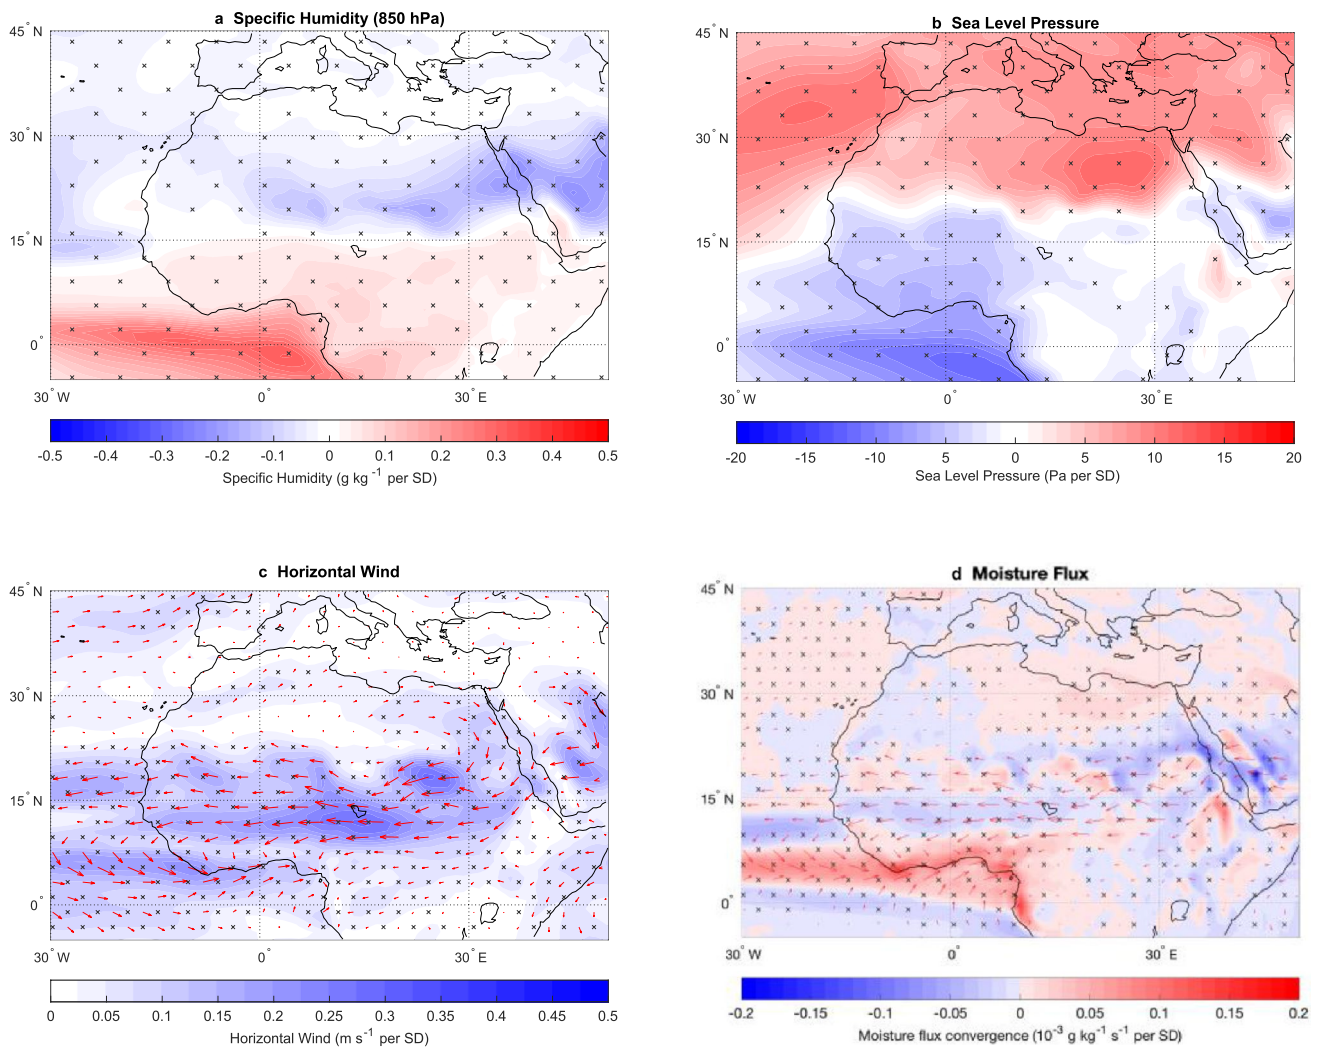 a Specific Humidity (850 hPa)
45° N
30° N
15° N
0°
30° W 0° 30° E
-0.5 -0.4 -0.3 -0.2 -0.1 0 0.1 0.2 0.3 0.4 0.5
Specific Humidity (g kg -1 per SD)
b Sea Level Pressure
45° N
30° N
15° N
0°
30° W 0° 30° E
-20 -15 -10 5 0 5 10 15 20
Sea Level Pressure (Pa per SD)
c Horizontal Wind
45° N
30° N
15° N
0°
30° W 0° 30° E
0 0.05 0.1 0.15 0.2 0.25 0.3 0.35 0.4 0.45 0.5
Horizontal Wind (m s -1 per SD)
d Moisture Flux
45° N
30° N
15° N
0°
30° W 0° 30° E
-0.2 -0.15 -0.1 -0.05 0 0.05 0.1 0.15 0.2
Moisture flux convergence (10 -3 g kg -1 s -1 per SD)